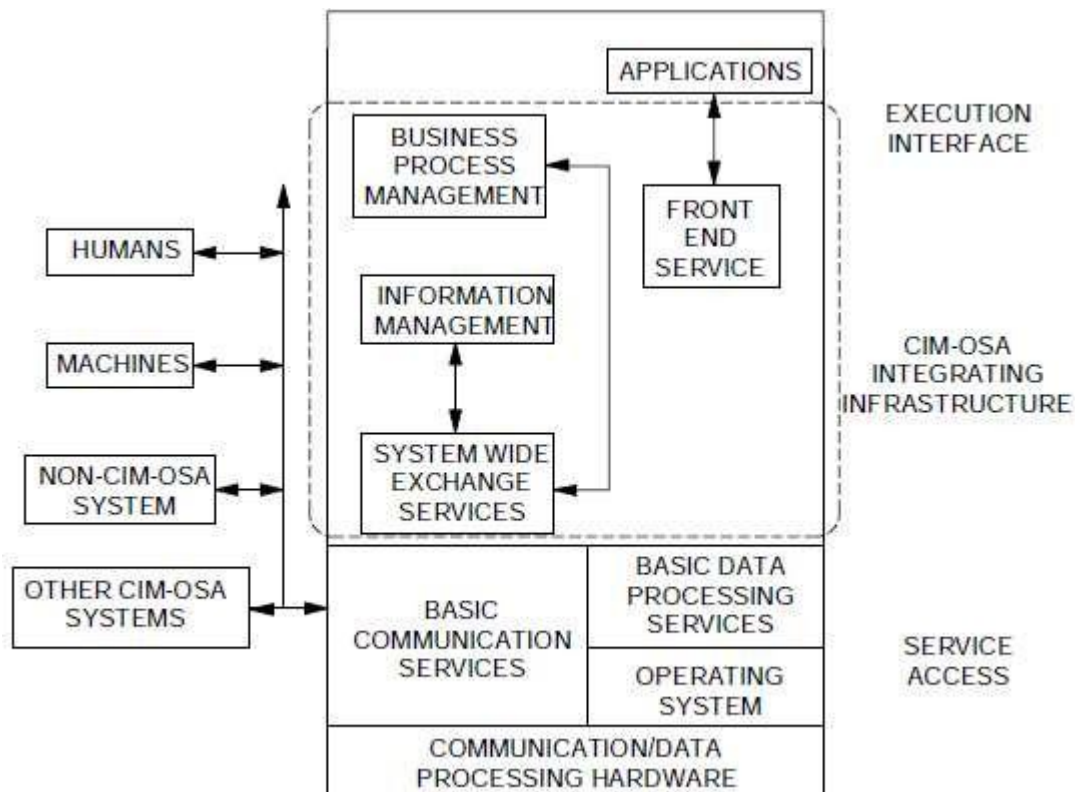 APPLICATIONS
EXECUTION
INTERFACE
BUSINESS
PROCESS
MANAGEMENT
FRONT
END
SERVICE
HUMANS
INFORMATION
MANAGEMENT
MACHINES
CIM-OSA
INTEGRATING
INFRASTRUCTURE
SYSTEM WIDE
EXCHANGE
SERVICES
NON-CIM-OSA
SYSTEM
OTHER CIM-OSA
SYSTEMS
BASIC
COMMUNICATION
SERVICES
BASIC DATA
PROCESSING
SERVICES
OPERATING
SYSTEM
SERVICE
ACCESS
COMMUNICATION/DATA
PROCESSING HARDWARE